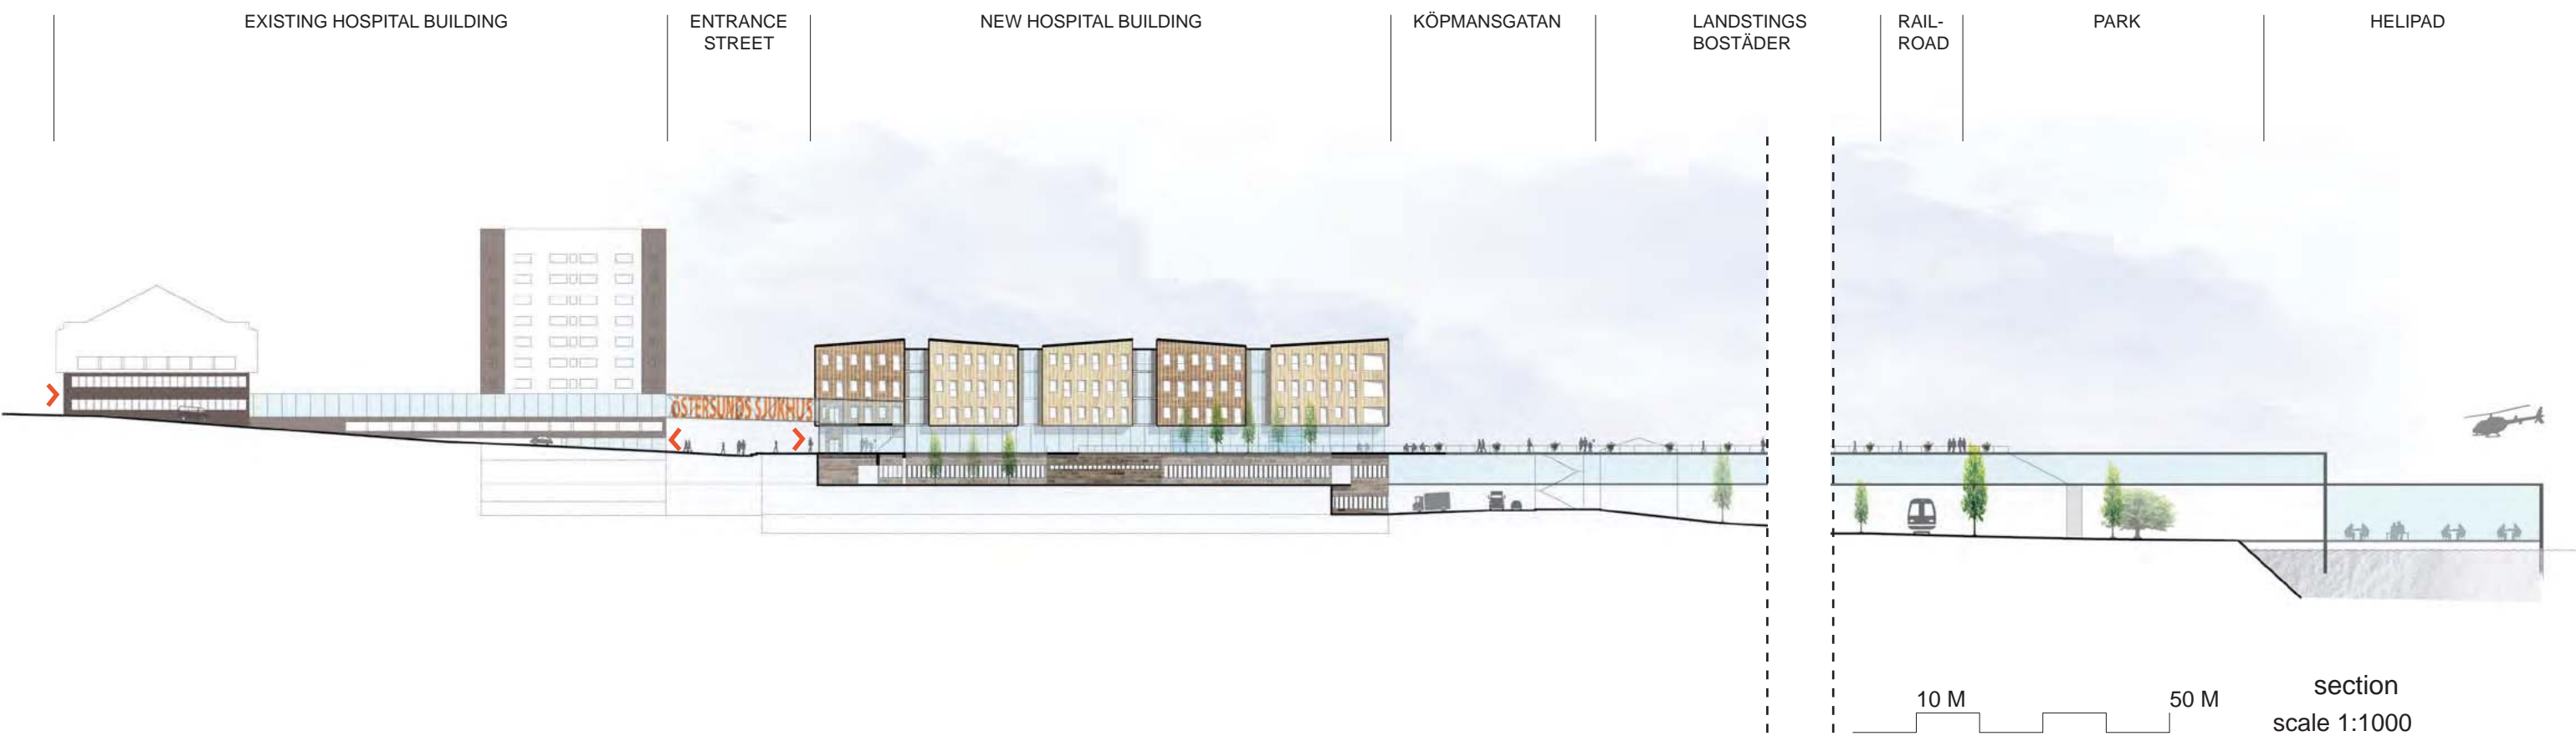 EXISTING HOSPITAL BUILDING
ENTRANCE
STREET
NEW HOSPITAL BUILDING
KÖPMANSGATAN
LANDSTINGS
BOSTÄDER
RAIL-
ROAD
PARK
HELIPAD
ÖSTERSUNDS SJUKHUS
10 M
50 M
section
scale 1:1000